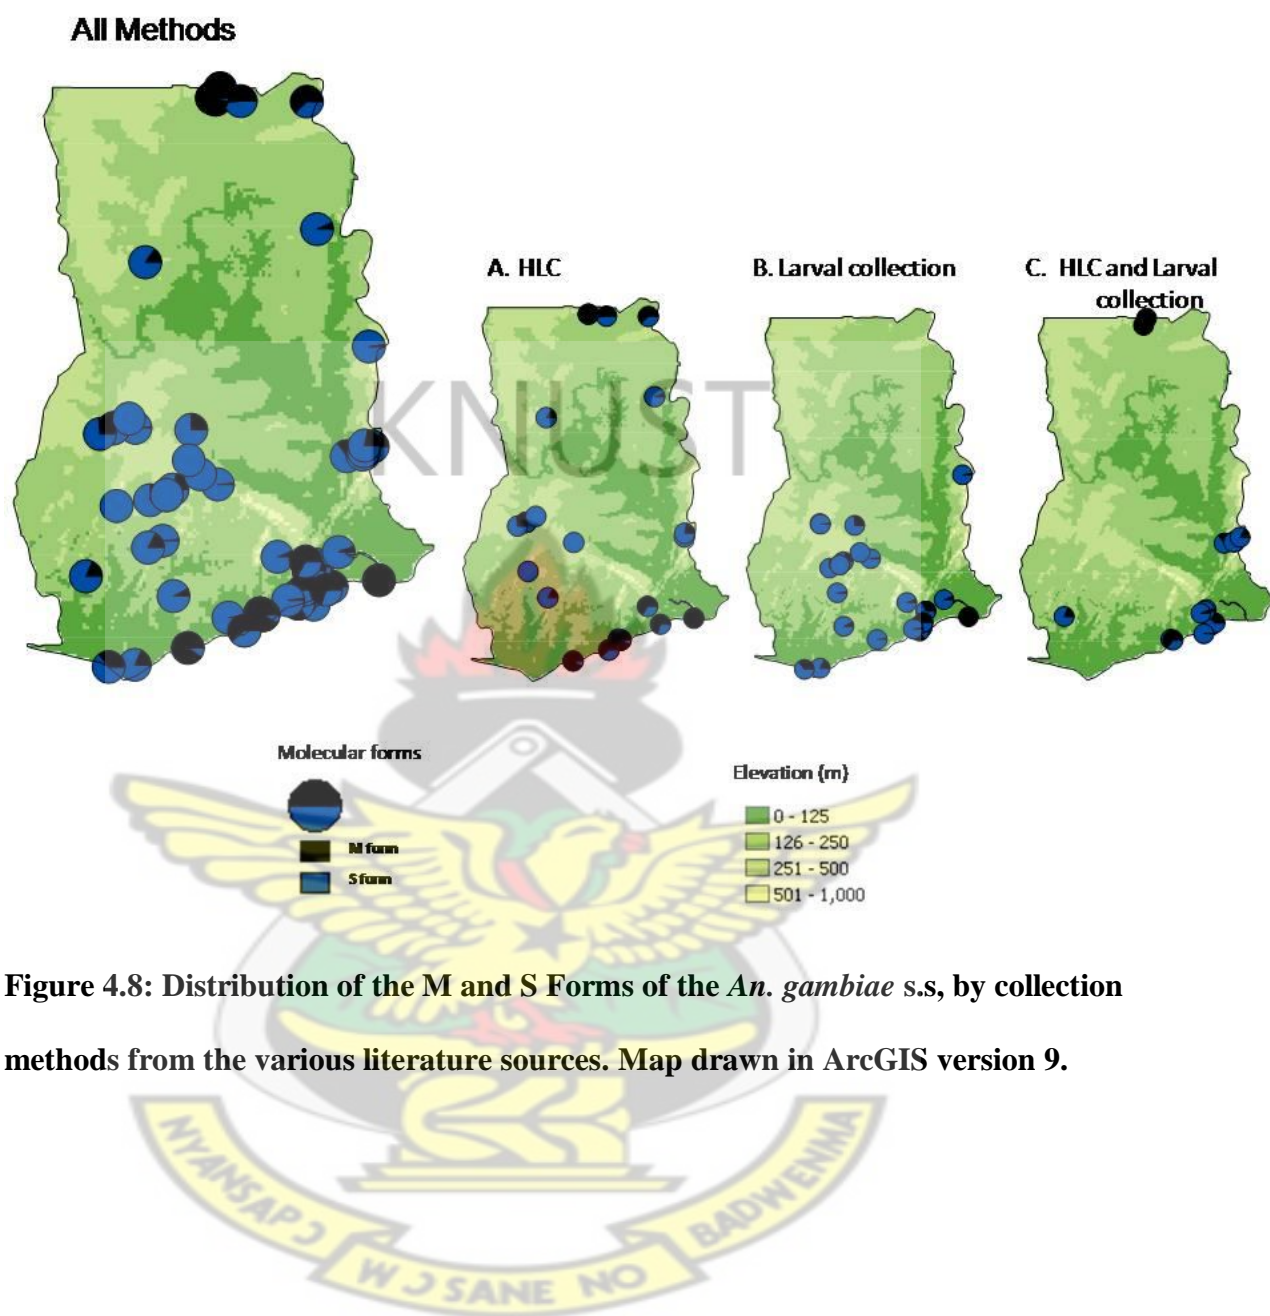 All Methods
A. HLC
B. Larval collection
C. HLC and Larval
collection
KNUST
Molecular forms
M form
S form
Elevation (m)
0 - 125
126 - 250
251 - 500
501 - 1,000
Figure 4.8: Distribution of the M and S Forms of the An. gambiae s.s, by collection
methods from the various literature sources. Map drawn in ArcGIS version 9.
NYANSAPƆ
WƆSANE NO
BADWENMA